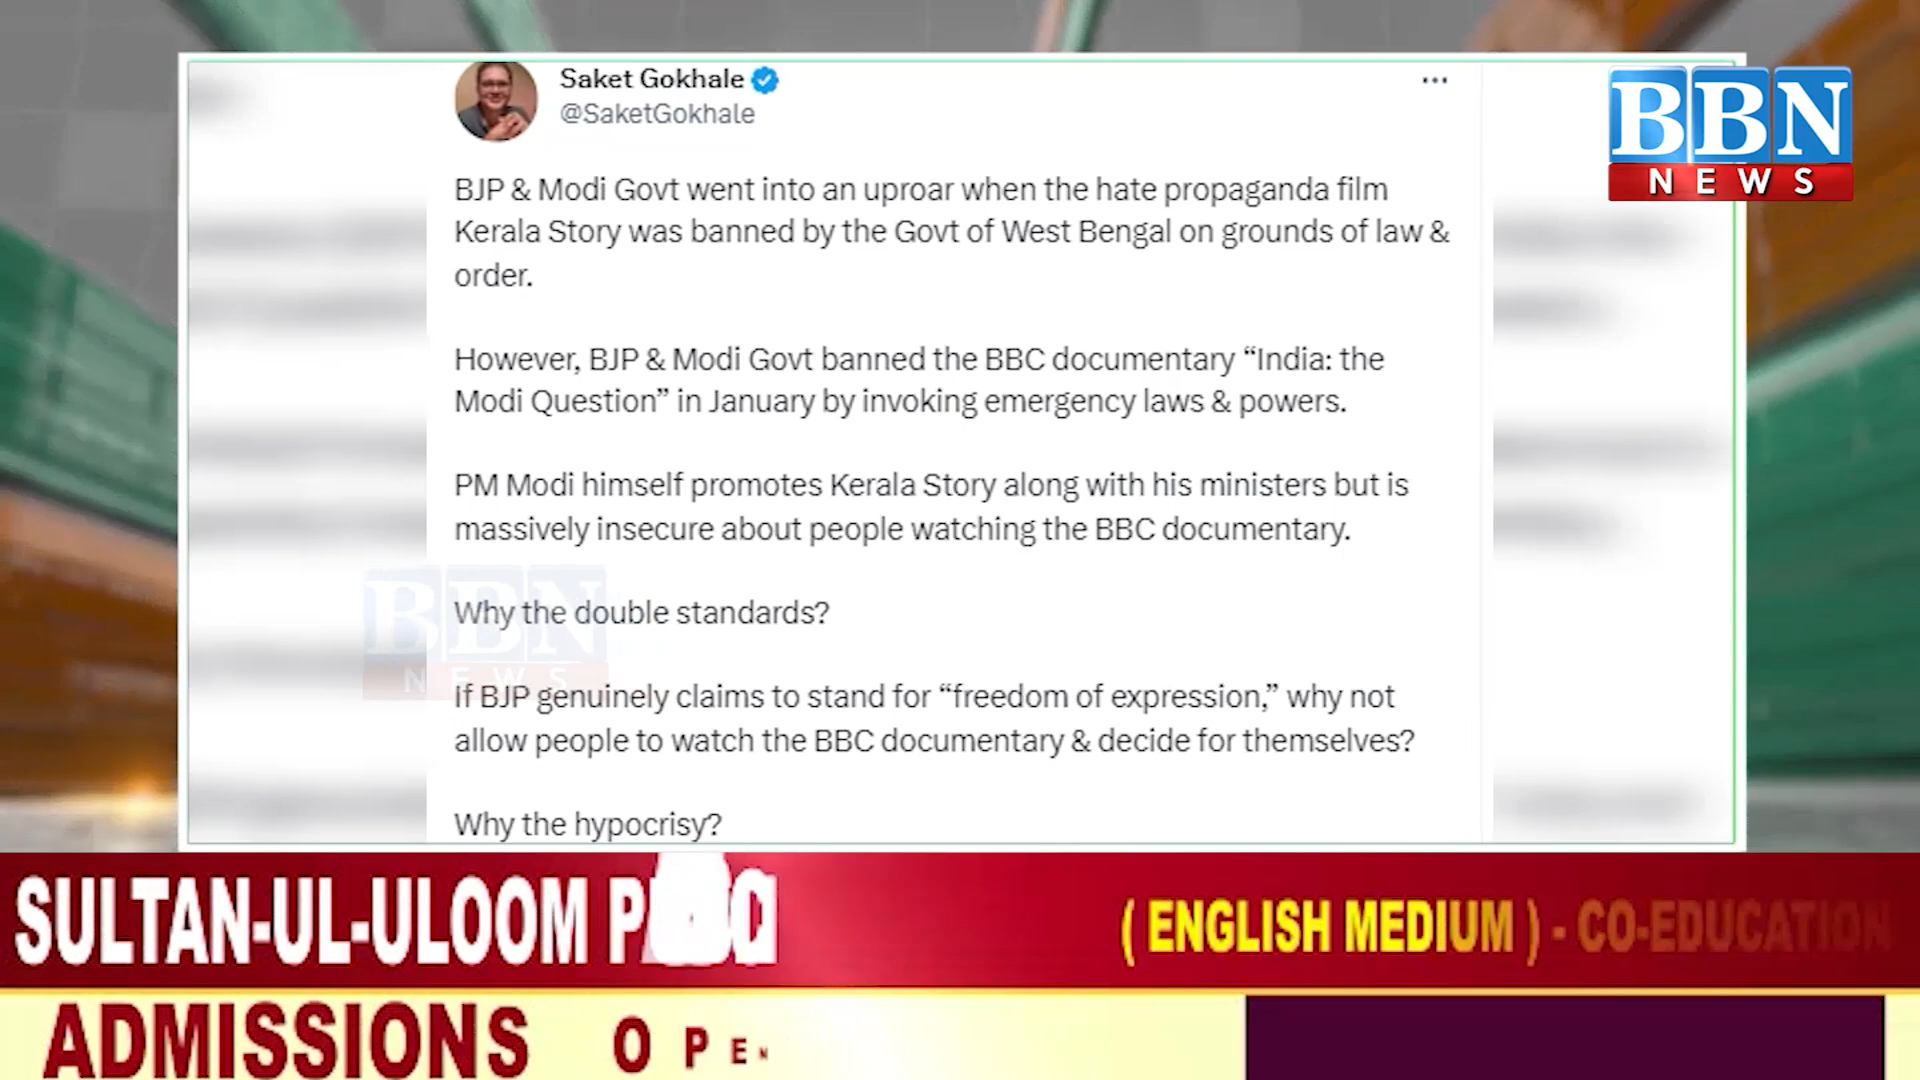 Saket Gokhale
@SaketGokhale
BBN
NEWS
BJP & Modi Govt went into an uproar when the hate propaganda film
Kerala Story was banned by the Govt of West Bengal on grounds of law &
order.
However, BJP & Modi Govt banned the BBC documentary “India: the
Modi Question” in January by invoking emergency laws & powers.
PM Modi himself promotes Kerala Story along with his ministers but is
massively insecure about people watching the BBC documentary.
Why the double standards?
BBN
NEWS
If BJP genuinely claims to stand for “freedom of expression,” why not
allow people to watch the BBC documentary & decide for themselves?
Why the hypocrisy?
SULTAN-UL-ULOOM
( ENGLISH MEDIUM ) - CO-EDUCATION
ADMISSIONS OPEN